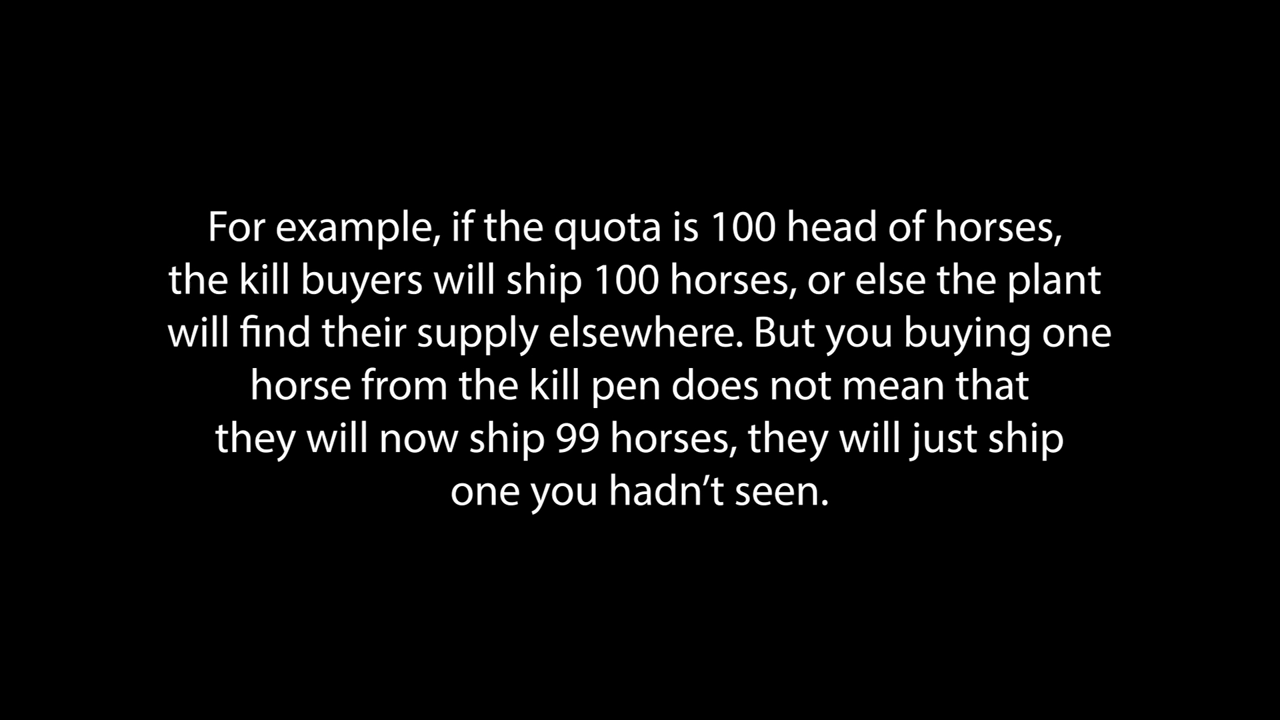 For example, if the quota is 100 head of horses,
the kill buyers will ship 100 horses, or else the plant
will find their supply elsewhere. But you buying one
horse from the kill pen does not mean that
they will now ship 99 horses, they will just ship
one you hadn’t seen.